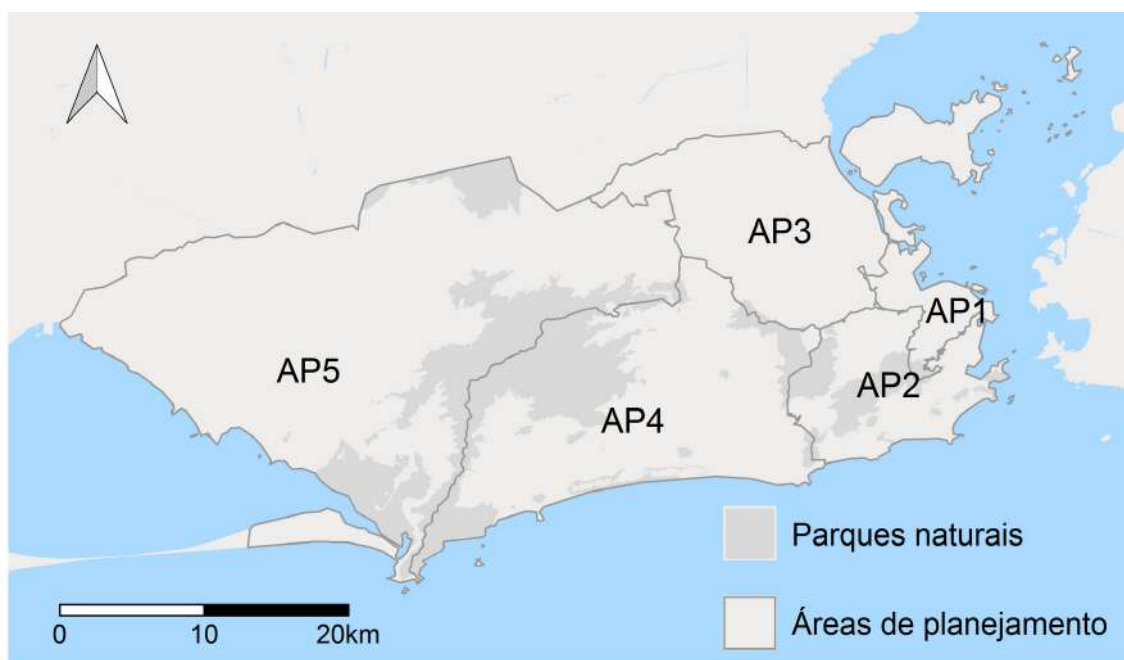 AP3
AP1
AP5
AP2
AP4
Parques naturais
Áreas de planejamento
0 10 20km